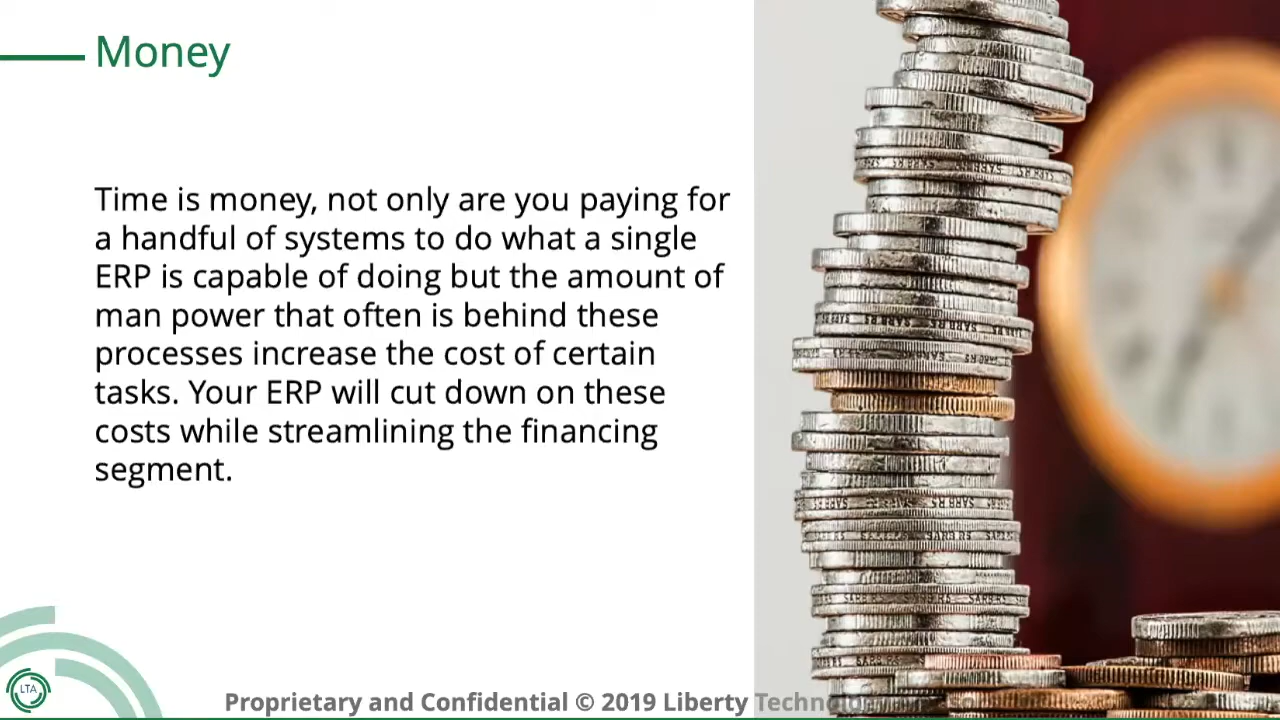 Money
Time is money, not only are you paying for
a handful of systems to do what a single
ERP is capable of doing but the amount of
man power that often is behind these
processes increase the cost of certain
tasks. Your ERP will cut down on these
costs while streamlining the financing
segment.
LTA
Proprietary and Confidential © 2019 Liberty